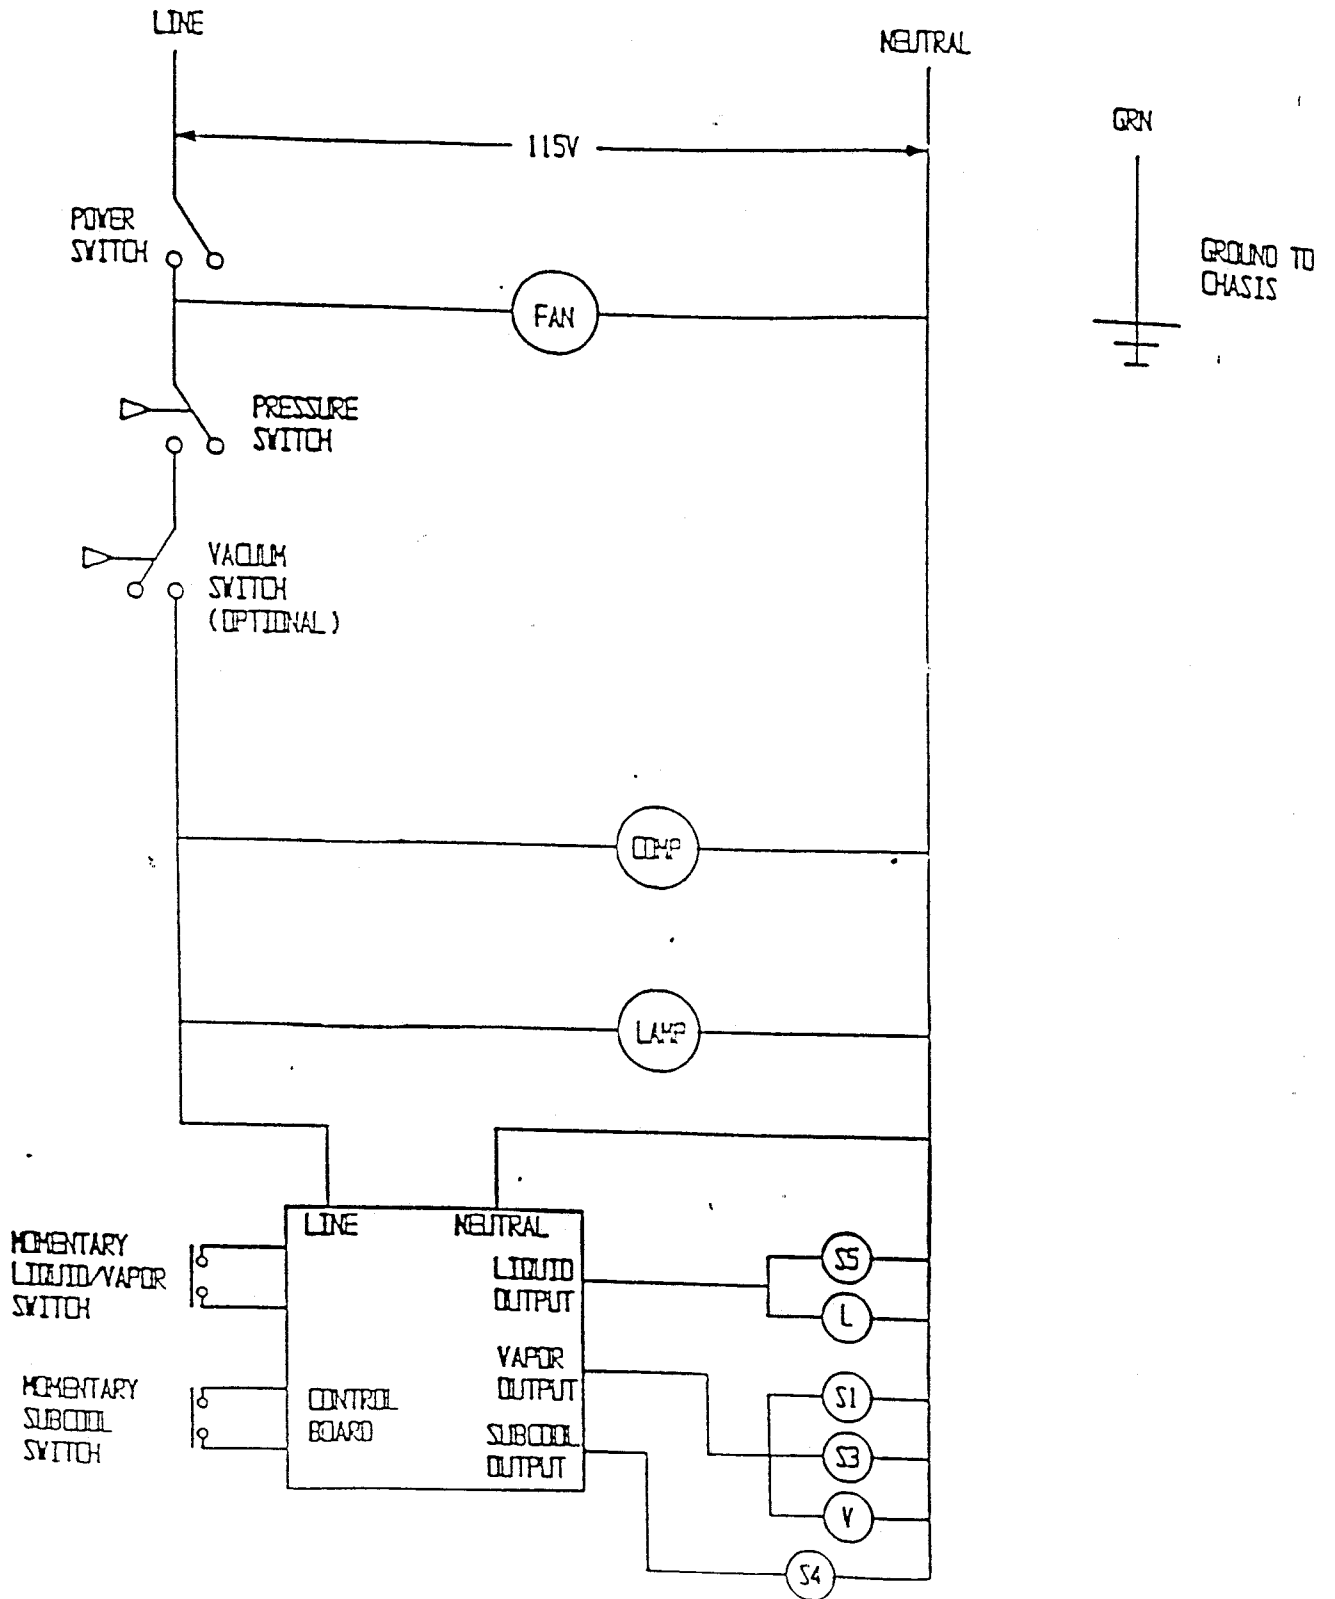 LINE
NEUTRAL
115V
GRN
POWER
SWITCH
GROUND TO
CHASIS
FAN
PRESSURE
SWITCH
VACUUM
SWITCH
(OPTIONAL)
COMP
LAMP
LINE
NEUTRAL
MOMENTARY
LIQUID/VAPOR
SWITCH
LIQUID
OUTPUT
S5
L
VAPOR
OUTPUT
MOMENTARY
SUBCOOL
SWITCH
CONTROL
BOARD
SUBCOOL
OUTPUT
S1
S3
V
S4